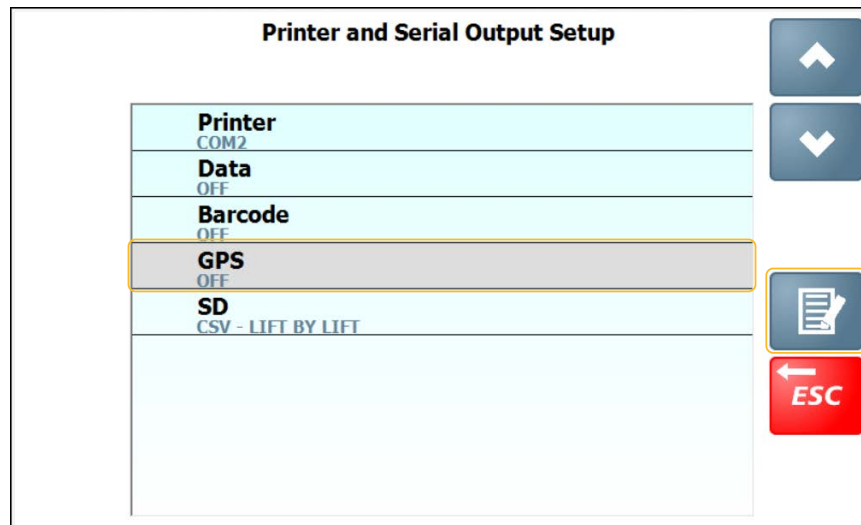 Printer and Serial Output Setup
Printer
COM2
Data
OFF
Barcode
OFF
GPS
OFF
SD
CSV - LIFT BY LIFT
ESC